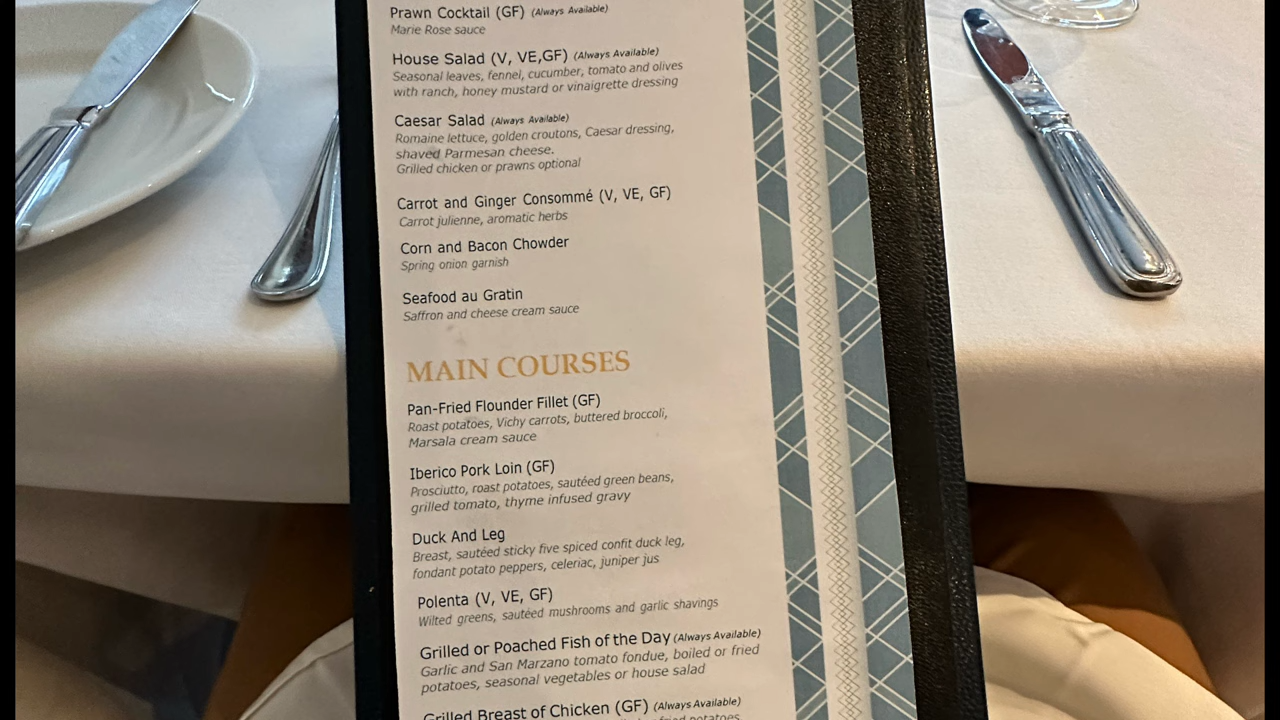 Prawn Cocktail (GF) (Always Available)
Marie Rose sauce
House Salad (V, VE,GF) (Always Available)
Seasonal leaves, fennel, cucumber, tomato and olives
with ranch, honey mustard or vinaigrette dressing
Caesar Salad (Always Available)
Romaine lettuce, golden croutons, Caesar dressing,
shaved Parmesan cheese.
Grilled chicken or prawns optional
Carrot and Ginger Consommé (V, VE, GF)
Carrot julienne, aromatic herbs
Corn and Bacon Chowder
Spring onion garnish
Seafood au Gratin
Saffron and cheese cream sauce
MAIN COURSES
Pan-Fried Flounder Fillet (GF)
Roast potatoes, Vichy carrots, buttered broccoli,
Marsala cream sauce
Iberico Pork Loin (GF)
Prosciutto, roast potatoes, sautéed green beans,
grilled tomato, thyme infused gravy
Duck And Leg
Breast, sautéed sticky five spiced confit duck leg,
fondant potato peppers, celeriac, juniper jus
Polenta (V, VE, GF)
Wilted greens, sautéed mushrooms and garlic shavings
Grilled or Poached Fish of the Day (Always Available)
Garlic and San Marzano tomato fondue, boiled or fried
potatoes, seasonal vegetables or house salad
Grilled Breast of Chicken (GF) (Always Available)
fried potatoes